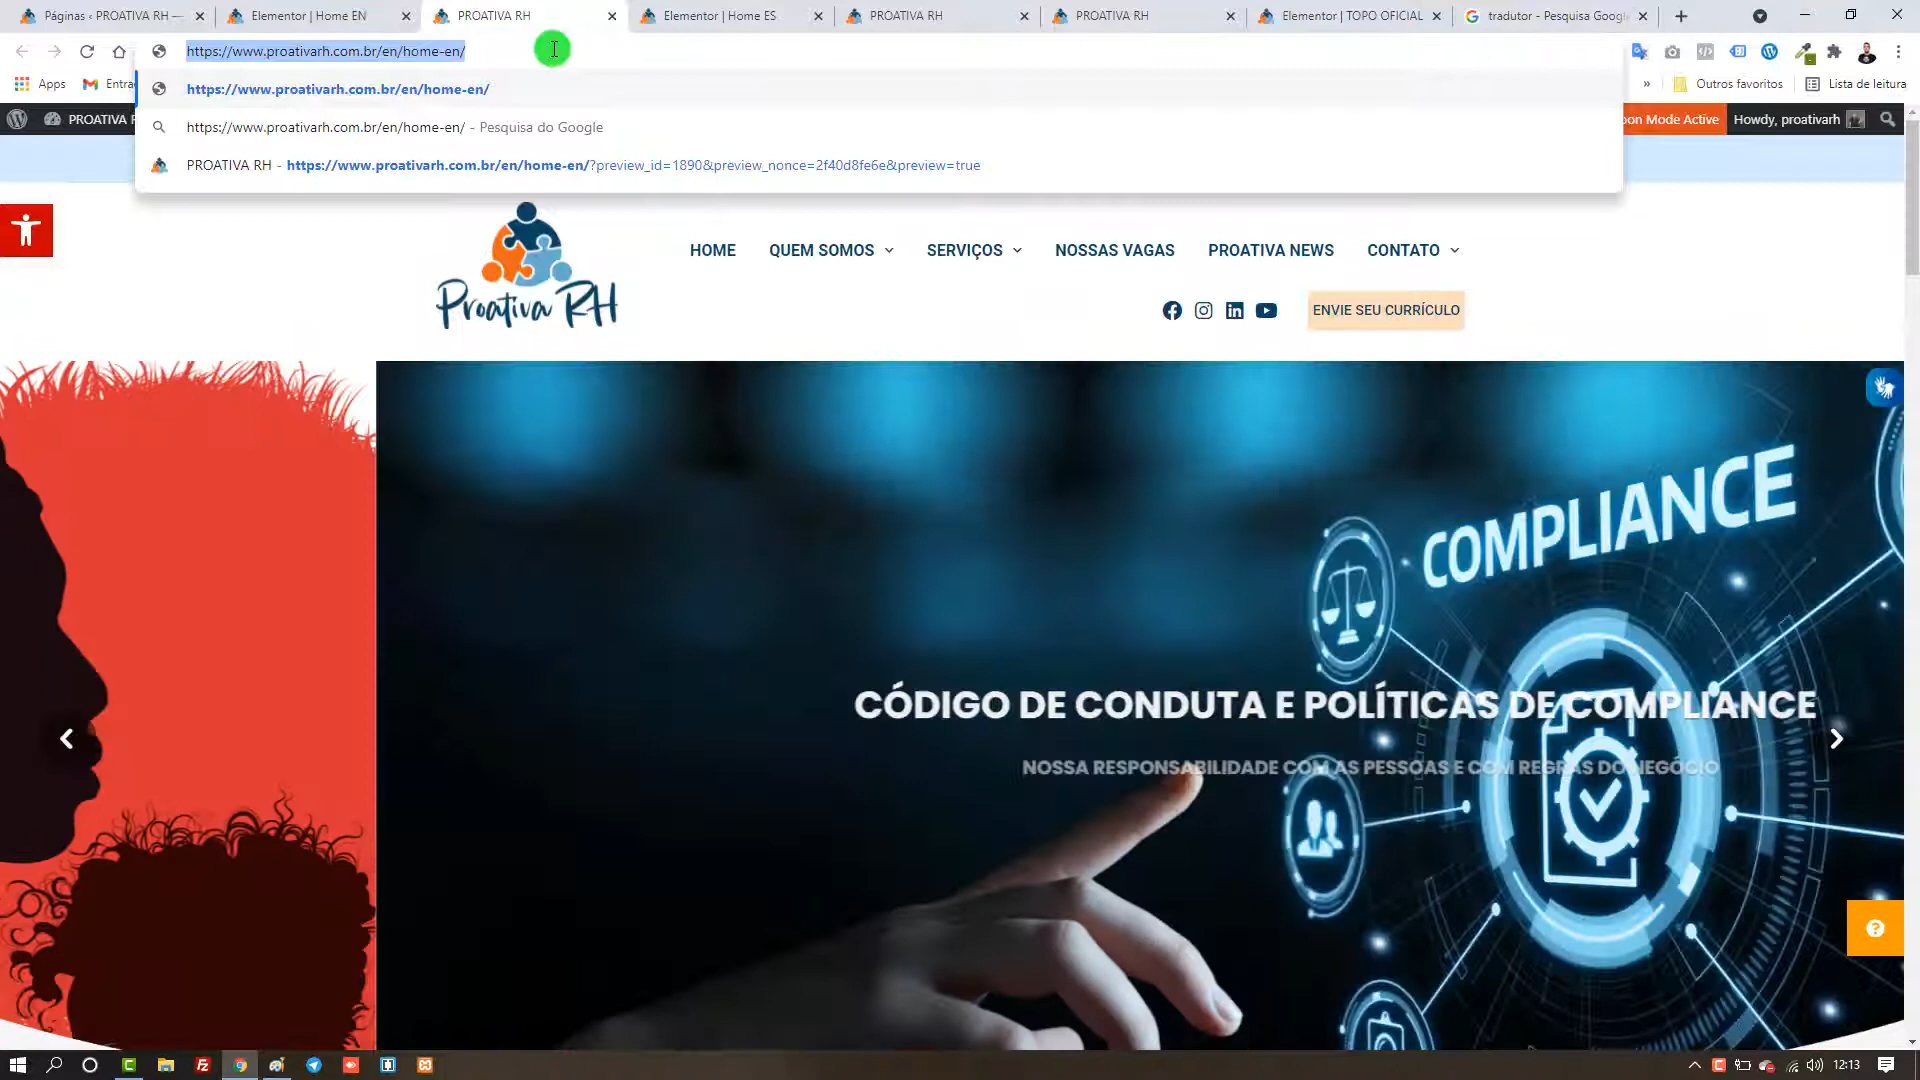 Páginas ‹ PROATIVA RH —
Elementor | Home EN
PROATIVA RH
Elementor | Home ES
PROATIVA RH
PROATIVA RH
Elementor | TOPO OFICIAL
tradutor - Pesquisa Google
https://www.proativarh.com.br/en/home-en/
Apps
Entra
https://www.proativarh.com.br/en/home-en/
»
Outros favoritos
Lista de leitura
PROATIVA R
https://www.proativarh.com.br/en/home-en/ - Pesquisa do Google
oon Mode Active
Howdy, proativarh
PROATIVA RH - https://www.proativarh.com.br/en/home-en/?preview_id=1890&preview_nonce=2f40d8fe6e&preview=true
Proativa RH
HOME
QUEM SOMOS
SERVIÇOS
NOSSAS VAGAS
PROATIVA NEWS
CONTATO
ENVIE SEU CURRÍCULO
COMPLIANCE
CÓDIGO DE CONDUTA E POLÍTICAS DE COMPLIANCE
NOSSA RESPONSABILIDADE COM AS PESSOAS E COM REGRAS DO NEGÓCIO
12:13